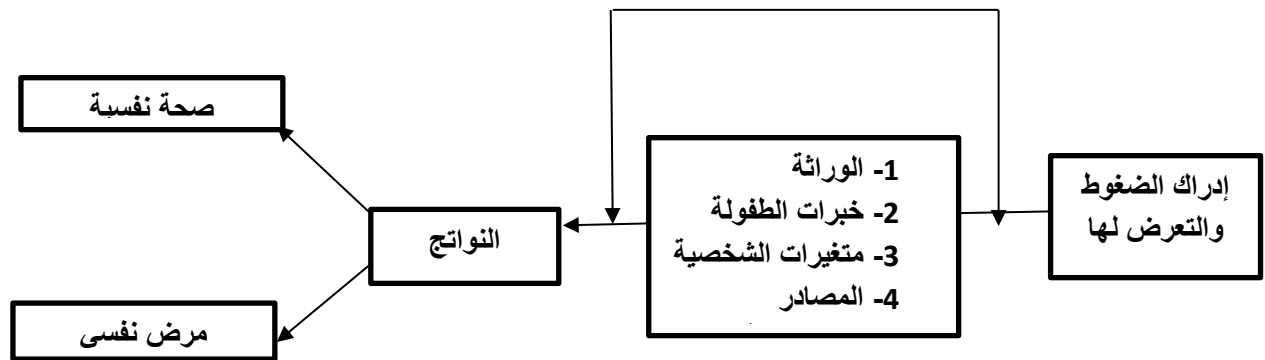 إدراك الضغوط
والتعرض لها
1- الوراثة
2- خبرات الطفولة
3- متغيرات الشخصية
4- المصادر
النواتج
صحة نفسية
مرض نفسى